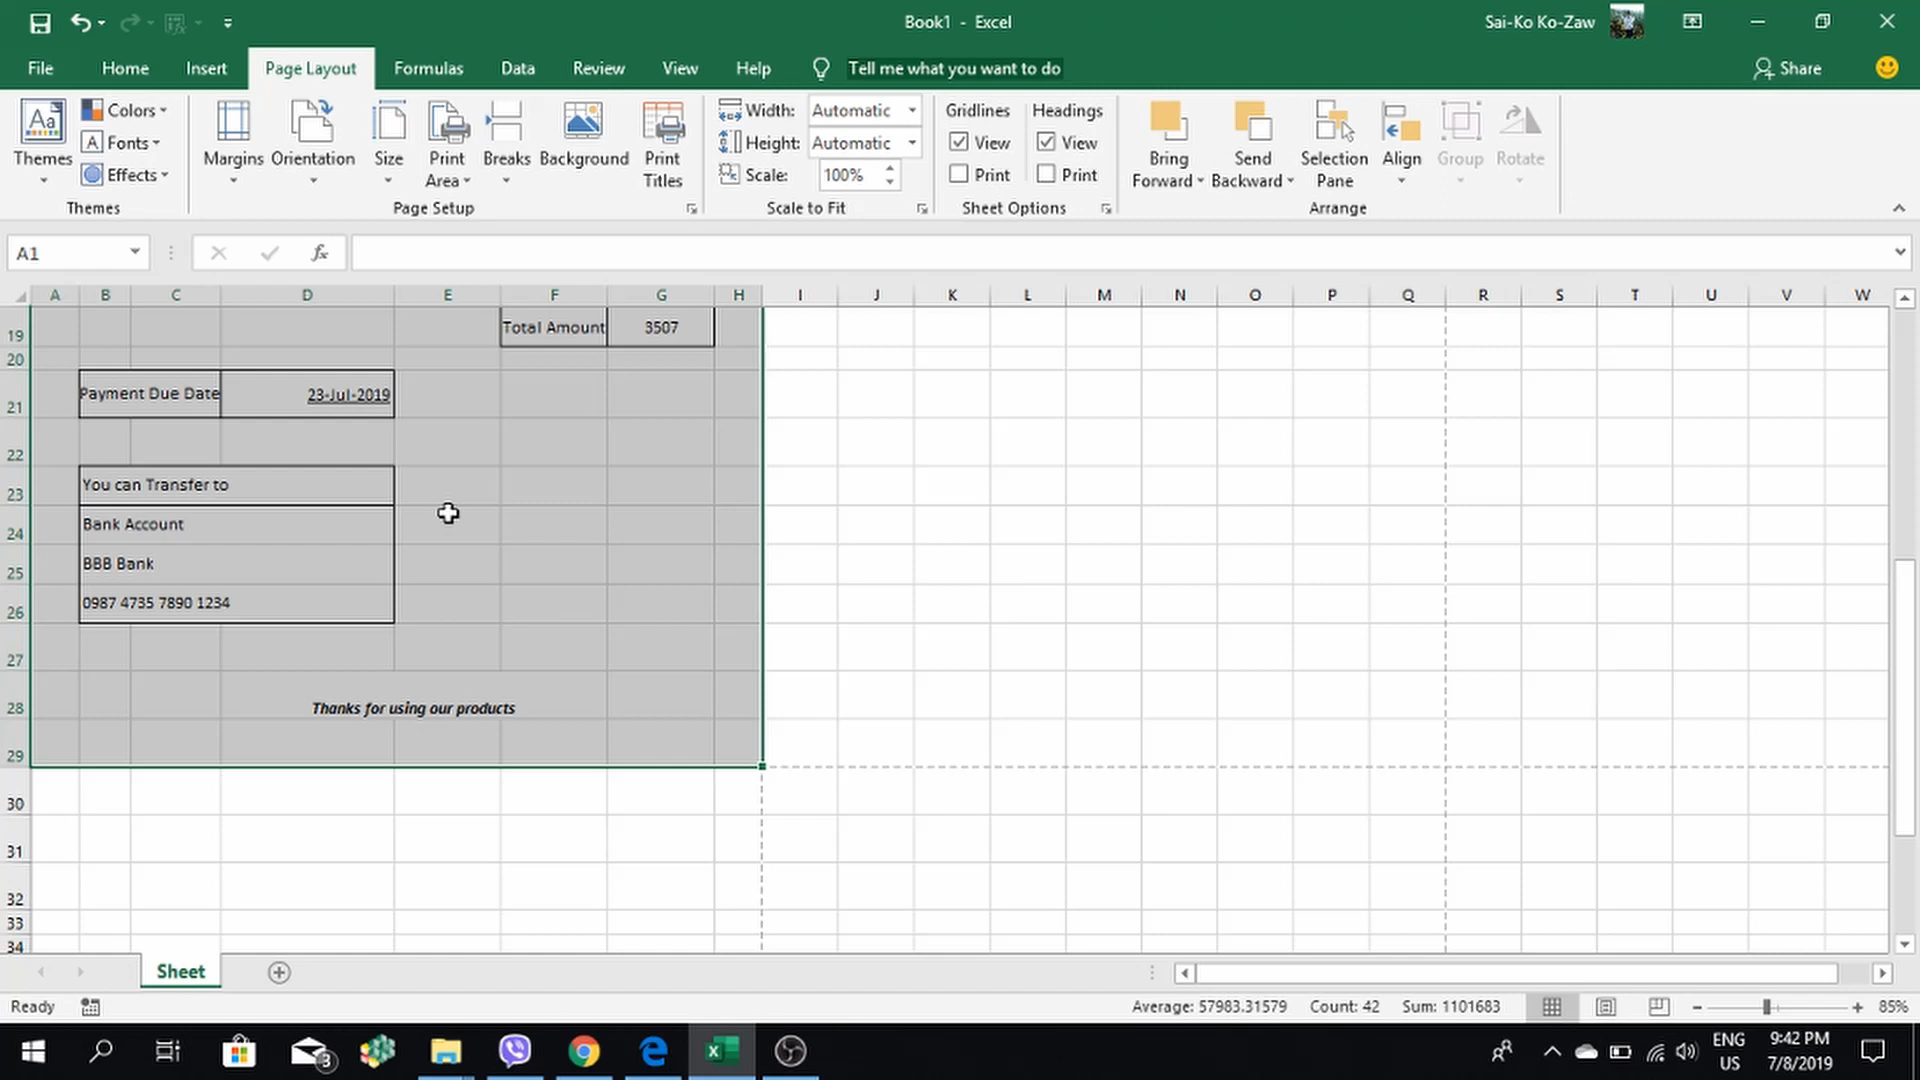 Book1 - Excel
Sai-Ko Ko-Zaw
File Home Insert Page Layout Formulas Data Review View Help Tell me what you want to do Share
Themes
Colors
Fonts
Effects
Themes
Margins
Orientation
Size
Print Area
Breaks
Background
Print Titles
Page Setup
Width: Automatic
Height: Automatic
Scale: 100%
Scale to Fit
Gridlines Headings
View View
Print Print
Sheet Options
Bring Forward
Send Backward
Selection Pane
Align
Group
Rotate
Arrange
A1
fx
A B C D E F G H I J K L M N O P Q R S T U V W
19 Total Amount 3507
20
21 Payment Due Date 23-Jul-2019
22
23 You can Transfer to
24 Bank Account
25 BBB Bank
26 0987 4735 7890 1234
27
28 Thanks for using our products
29
30
31
32
33
34
Sheet
Ready Average: 57983.31579 Count: 42 Sum: 1101683 85%
3
ENG
US
9:42 PM
7/8/2019